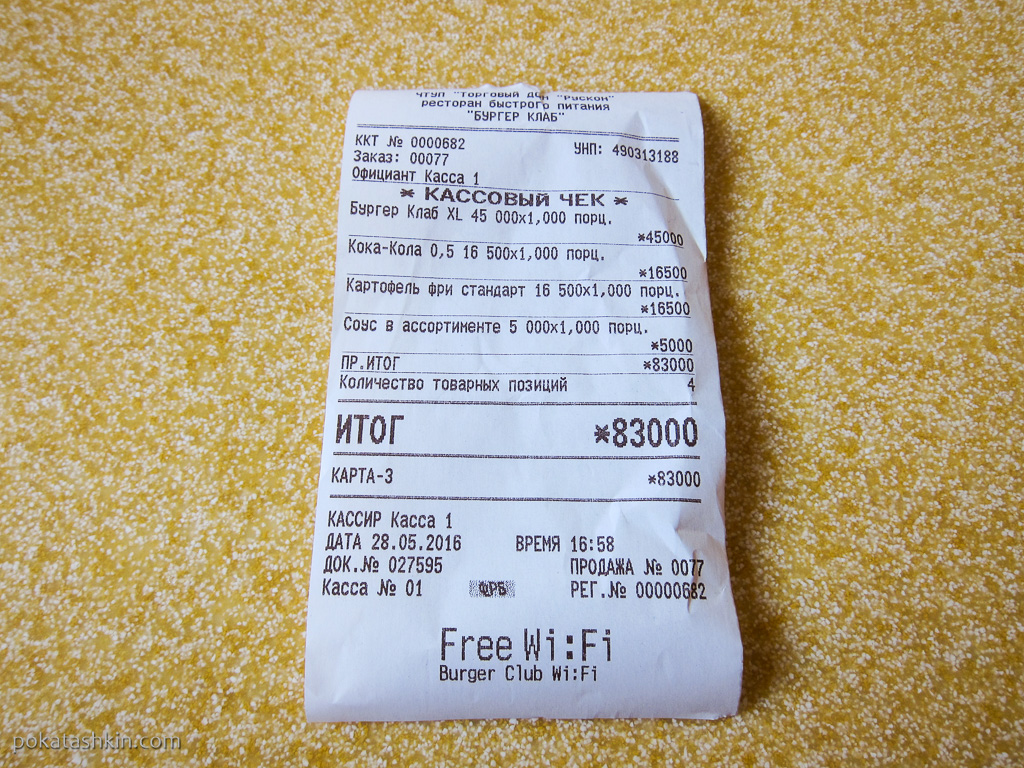 ЧТУП "Торговый дом "Рускон"
ресторан быстрого питания
"БУРГЕР КЛАБ"
ККТ № 0000682 УНП: 490313188
Заказ: 00077
Официант Касса 1
* КАССОВЫЙ ЧЕК *
Бургер Клаб XL 45 000x1,000 порц.
*45000
Кока-Кола 0,5 16 500x1,000 порц.
*16500
Картофель фри стандарт 16 500x1,000 порц.
*16500
Соус в ассортименте 5 000x1,000 порц.
*5000
ПР.ИТОГ *83000
Количество товарных позиций 4
ИТОГ *83000
КАРТА-3 *83000
КАССИР Касса 1
ДАТА 28.05.2016 ВРЕМЯ 16:58
ДОК.№ 027595 ПРОДАЖА № 0077
Касса № 01 ФРБ РЕГ.№ 00000682
Free Wi:Fi
Burger Club Wi:Fi
pokatashkin.com